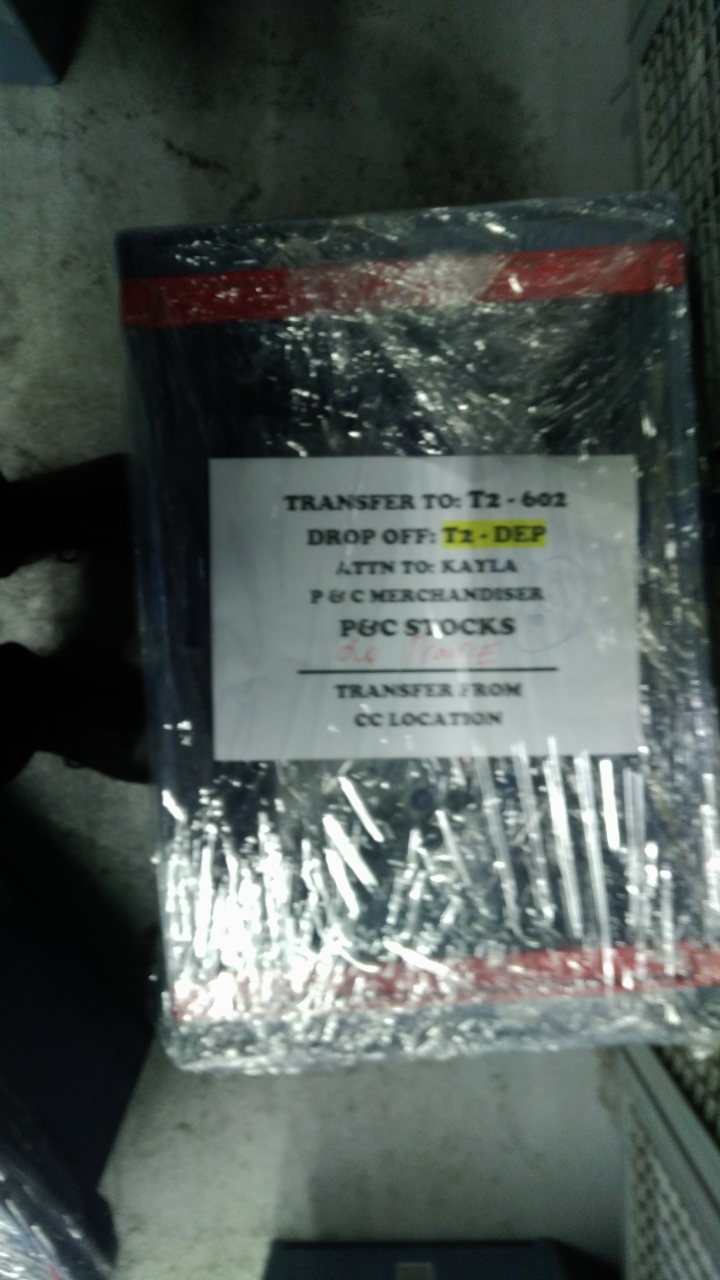 TRANSFER TO: T2 - 602
DROP OFF: T2 - DEP
ATTN TO: KAYLA
P & C MERCHANDISER
P&C STOCKS
TRANSFER FROM
CC LOCATION